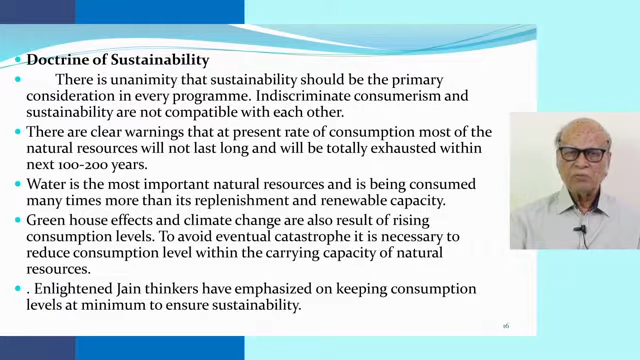 Doctrine of Sustainability
There is unanimity that sustainability should be the primary
consideration in every programme. Indiscriminate consumerism and
sustainability are not compatible with each other.
There are clear warnings that at present rate of consumption most of the
natural resources will not last long and will be totally exhausted within
next 100-200 years.
Water is the most important natural resources and is being consumed
many times more than its replenishment and renewable capacity.
Green house effects and climate change are also result of rising
consumption levels. To avoid eventual catastrophe it is necessary to
reduce consumption level within the carrying capacity of natural
resources.
. Enlightened Jain thinkers have emphasized on keeping consumption
levels at minimum to ensure sustainability.
16